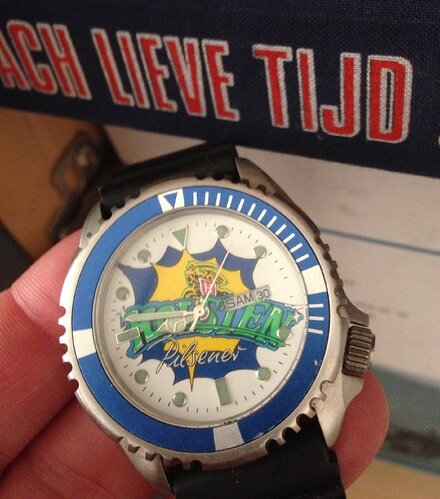 ACH LIEVE TIJD
SAM 30
HOLSTEN
Pilsener